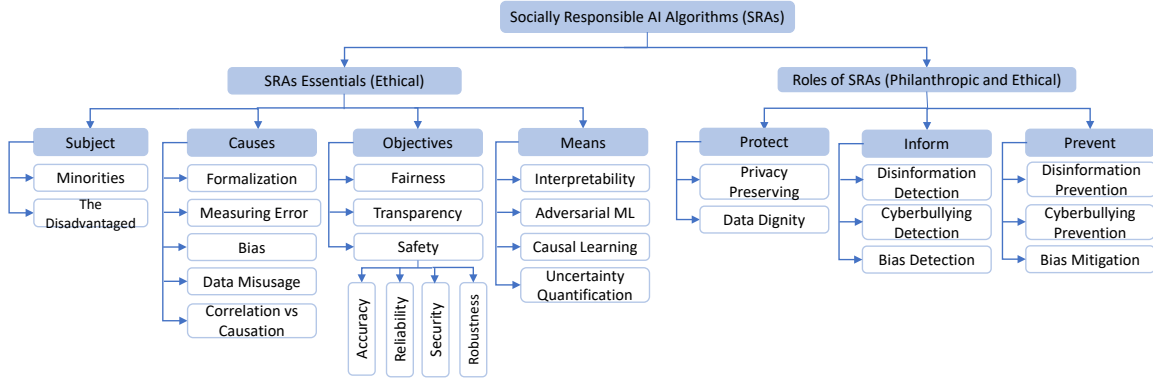 Socially Responsible AI Algorithms (SRAs)
SRAs Essentials (Ethical)
Roles of SRAs (Philanthropic and Ethical)
Subject
Minorities
The
Disadvantaged
Causes
Formalization
Measuring Error
Bias
Data Misusage
Correlation vs
Causation
Objectives
Fairness
Transparency
Safety
Accuracy
Reliability
Security
Robustness
Means
Interpretability
Adversarial ML
Causal Learning
Uncertainty
Quantification
Protect
Privacy
Preserving
Data Dignity
Inform
Disinformation
Detection
Cyberbullying
Detection
Bias Detection
Prevent
Disinformation
Prevention
Cyberbullying
Prevention
Bias Mitigation